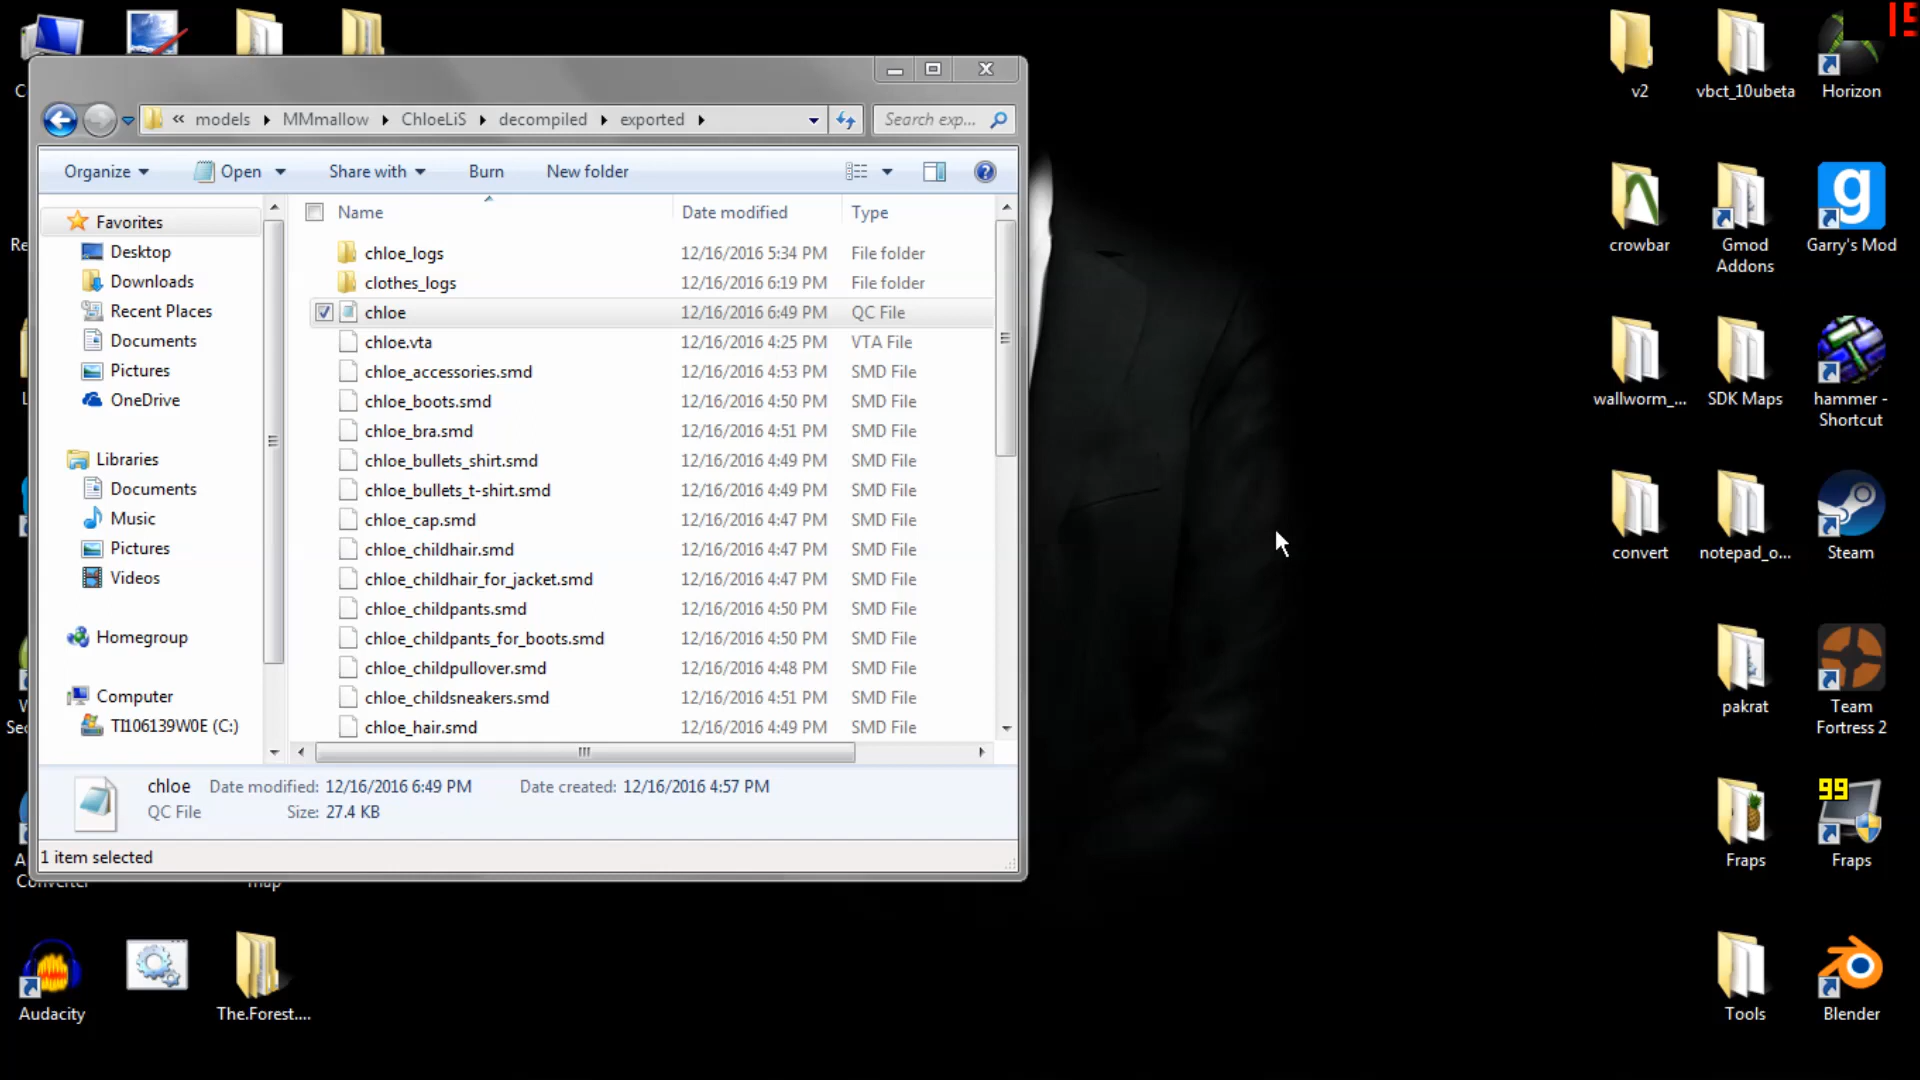 15
models MMmallow ChloeLiS decompiled exported
Search exp...
Organize Open Share with Burn New folder
Name Date modified Type
Favorites
Desktop
Downloads
Recent Places
Documents
Pictures
OneDrive
Libraries
Documents
Music
Pictures
Videos
Homegroup
Computer
TI106139W0E (C:)
chloe_logs 12/16/2016 5:34 PM File folder
clothes_logs 12/16/2016 6:19 PM File folder
chloe 12/16/2016 6:49 PM QC File
chloe.vta 12/16/2016 4:25 PM VTA File
chloe_accessories.smd 12/16/2016 4:53 PM SMD File
chloe_boots.smd 12/16/2016 4:50 PM SMD File
chloe_bra.smd 12/16/2016 4:51 PM SMD File
chloe_bullets_shirt.smd 12/16/2016 4:49 PM SMD File
chloe_bullets_t-shirt.smd 12/16/2016 4:49 PM SMD File
chloe_cap.smd 12/16/2016 4:47 PM SMD File
chloe_childhair.smd 12/16/2016 4:47 PM SMD File
chloe_childhair_for_jacket.smd 12/16/2016 4:47 PM SMD File
chloe_childpants.smd 12/16/2016 4:50 PM SMD File
chloe_childpants_for_boots.smd 12/16/2016 4:50 PM SMD File
chloe_childpullover.smd 12/16/2016 4:48 PM SMD File
chloe_childsneakers.smd 12/16/2016 4:51 PM SMD File
chloe_hair.smd 12/16/2016 4:49 PM SMD File
chloe Date modified: 12/16/2016 6:49 PM Date created: 12/16/2016 4:57 PM
QC File Size: 27.4 KB
1 item selected
v2
vbct_10ubeta
Horizon
crowbar
Gmod
Addons
g
Garry's Mod
wallworm_...
SDK Maps
hammer -
Shortcut
convert
notepad_o...
Steam
pakrat
Team
Fortress 2
Fraps
99
Fraps
Audacity
The.Forest....
Tools
Blender